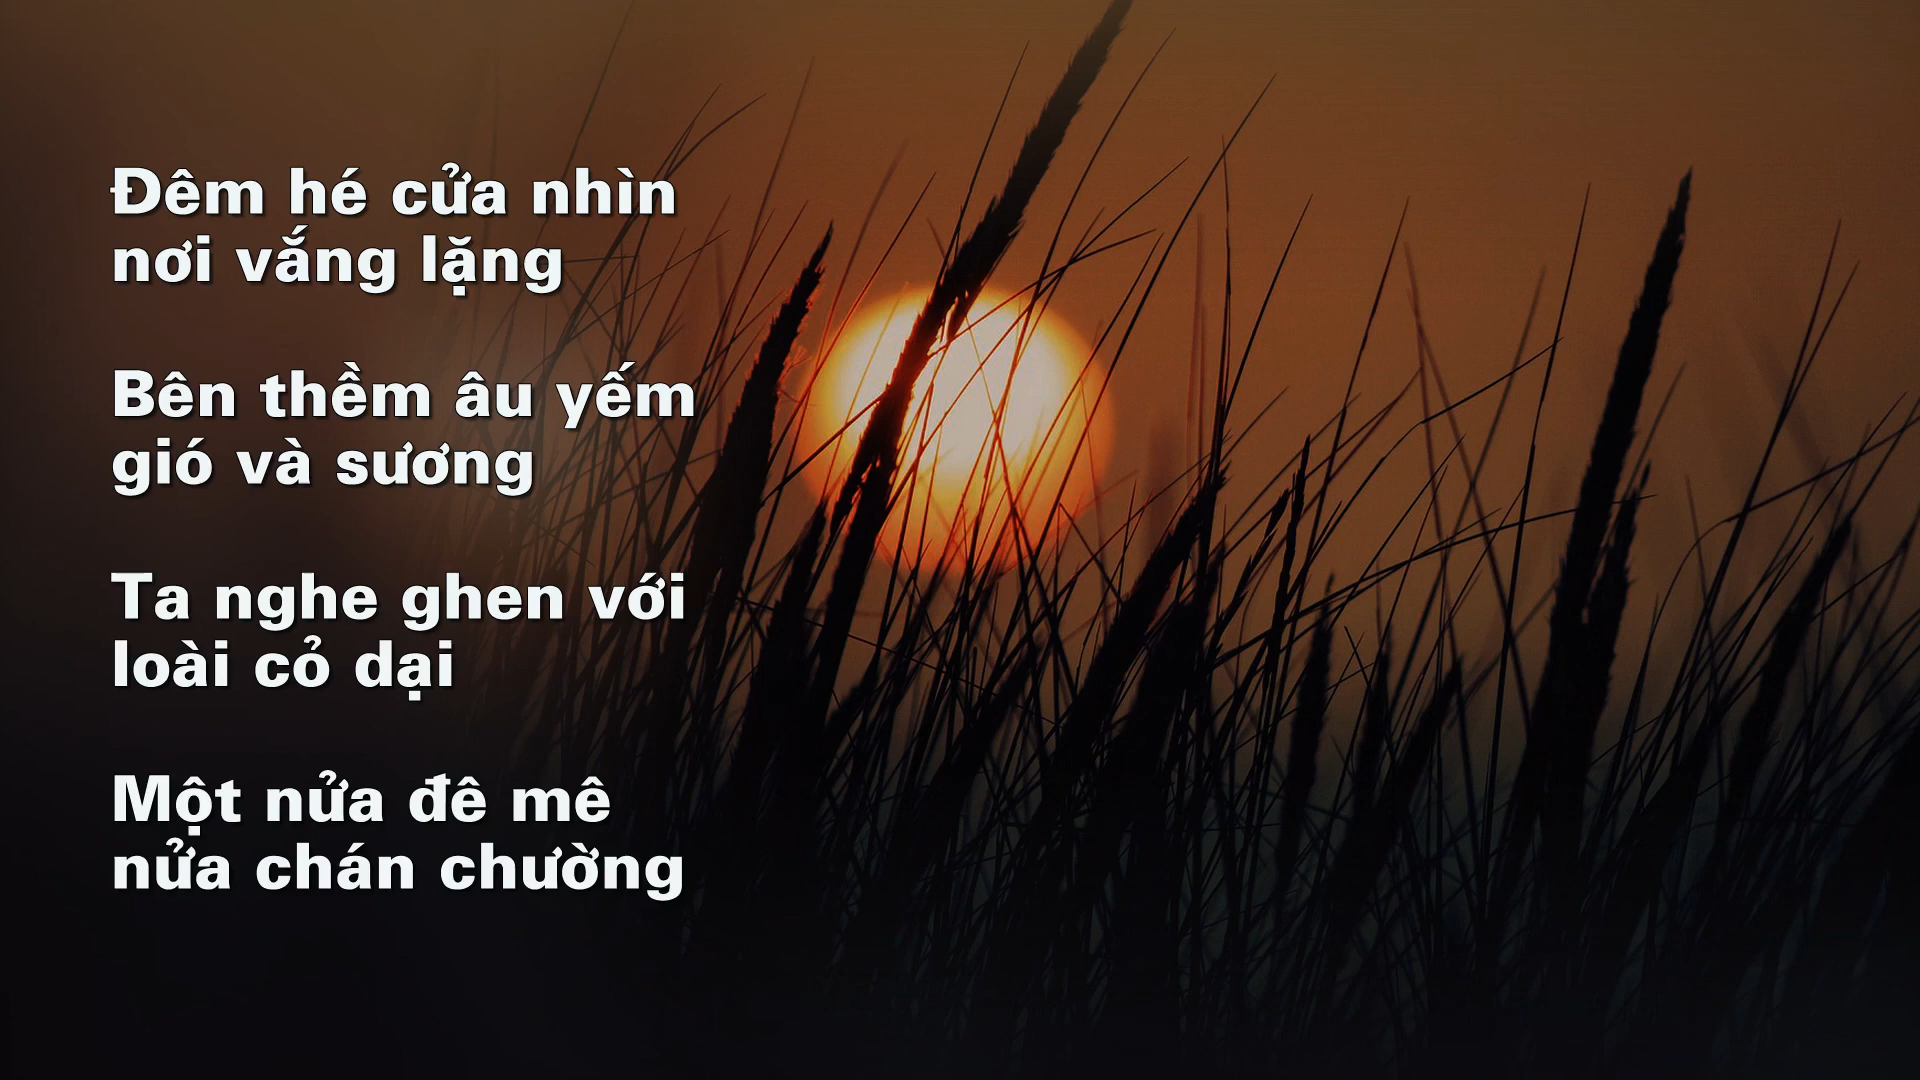 Đêm hé cửa nhìn
nơi vắng lặng
Bên thềm âu yếm
gió và sương
Ta nghe ghen với
loài cỏ dại
Một nửa đê mê
nửa chán chường